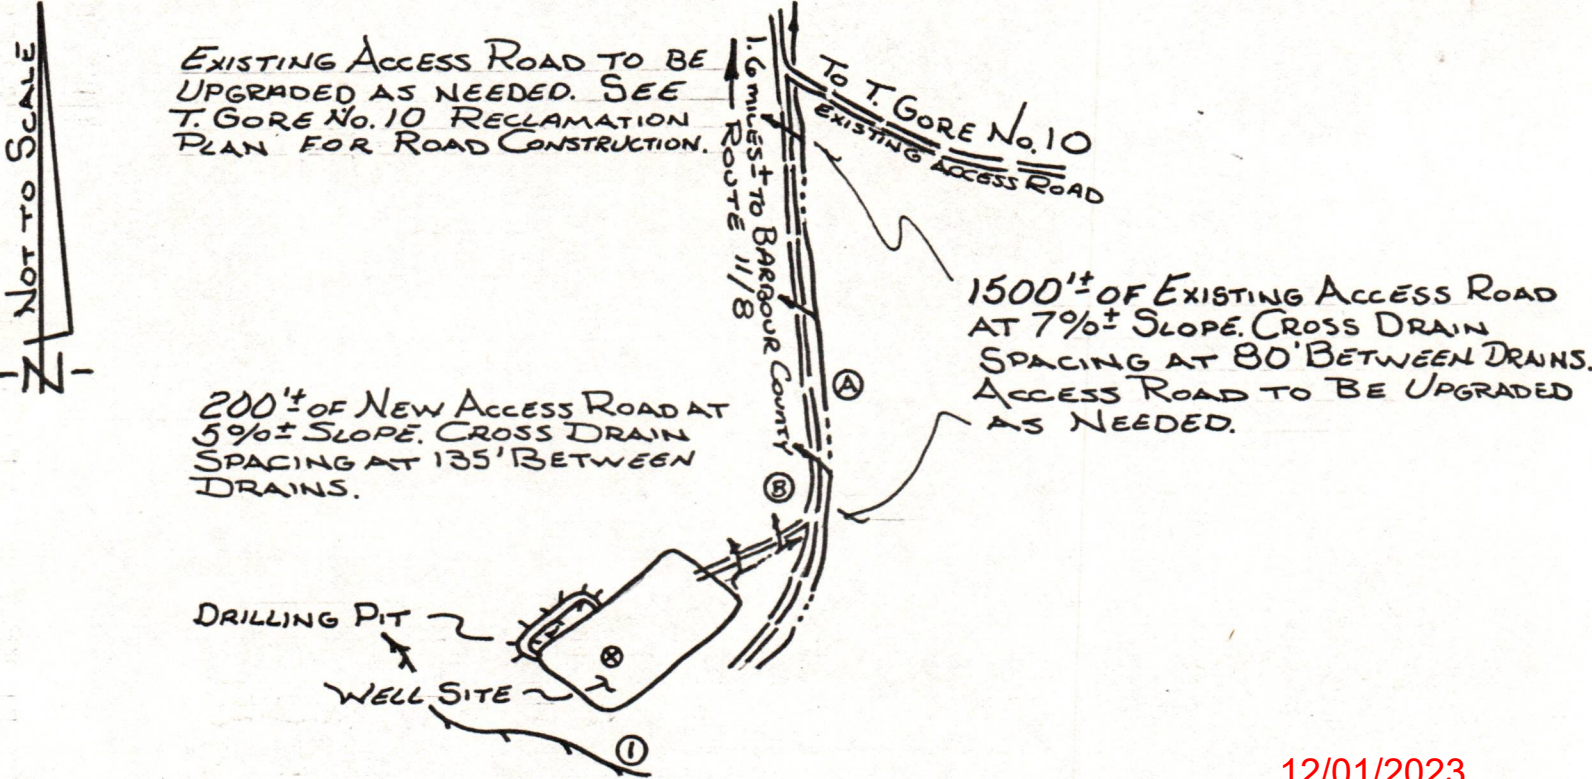 NOT TO SCALE
-N-
EXISTING ACCESS ROAD TO BE
UPGRADED AS NEEDED. SEE
T. GORE No. 10 RECLAMATION
PLAN FOR ROAD CONSTRUCTION.
1.6 MILES± TO BARBOUR COUNTY
ROUTE 11/8
TO T. GORE No. 10
EXISTING ACCESS ROAD
1500'± OF EXISTING ACCESS ROAD
AT 7%± SLOPE. CROSS DRAIN
SPACING AT 80' BETWEEN DRAINS.
ACCESS ROAD TO BE UPGRADED
AS NEEDED.
A
200'± OF NEW ACCESS ROAD AT
5%± SLOPE. CROSS DRAIN
SPACING AT 135' BETWEEN
DRAINS.
B
DRILLING PIT
WELL SITE
1
12/01/2023